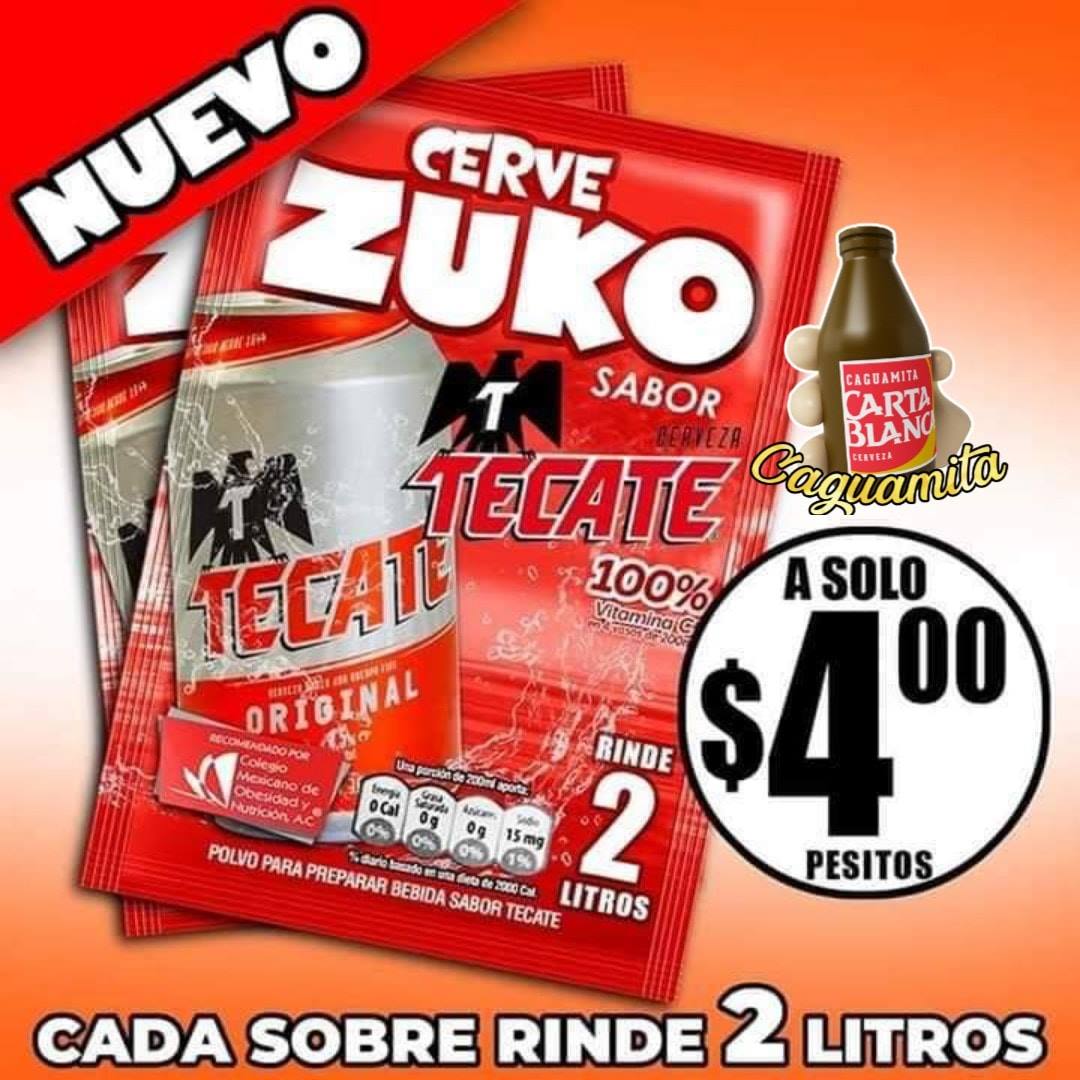 NUEVO
CERVE
ZUKO
SABOR
CERVEZA
TECATE
100%
Vitamina C
CAGUAMITA
CARTA
BLANC
CERVEZA
Caguamita
A SOLO
$4.00
PESITOS
TECATE
ORIGINAL
RECOMENDADO POR
Colegio
Mexicano de
Obesidad y
Nutrición, A.C.®
Una porción de 200ml aporta:
Energía
0 Cal
0%
Grasa
Saturada
0 g
0%
Azúcares
0 g
0%
Sodio
15 mg
1%
% diario basado en una dieta de 2000 Cal.
POLVO PARA PREPARAR BEBIDA SABOR TECATE
RINDE
2
LITROS
CADA SOBRE RINDE 2 LITROS